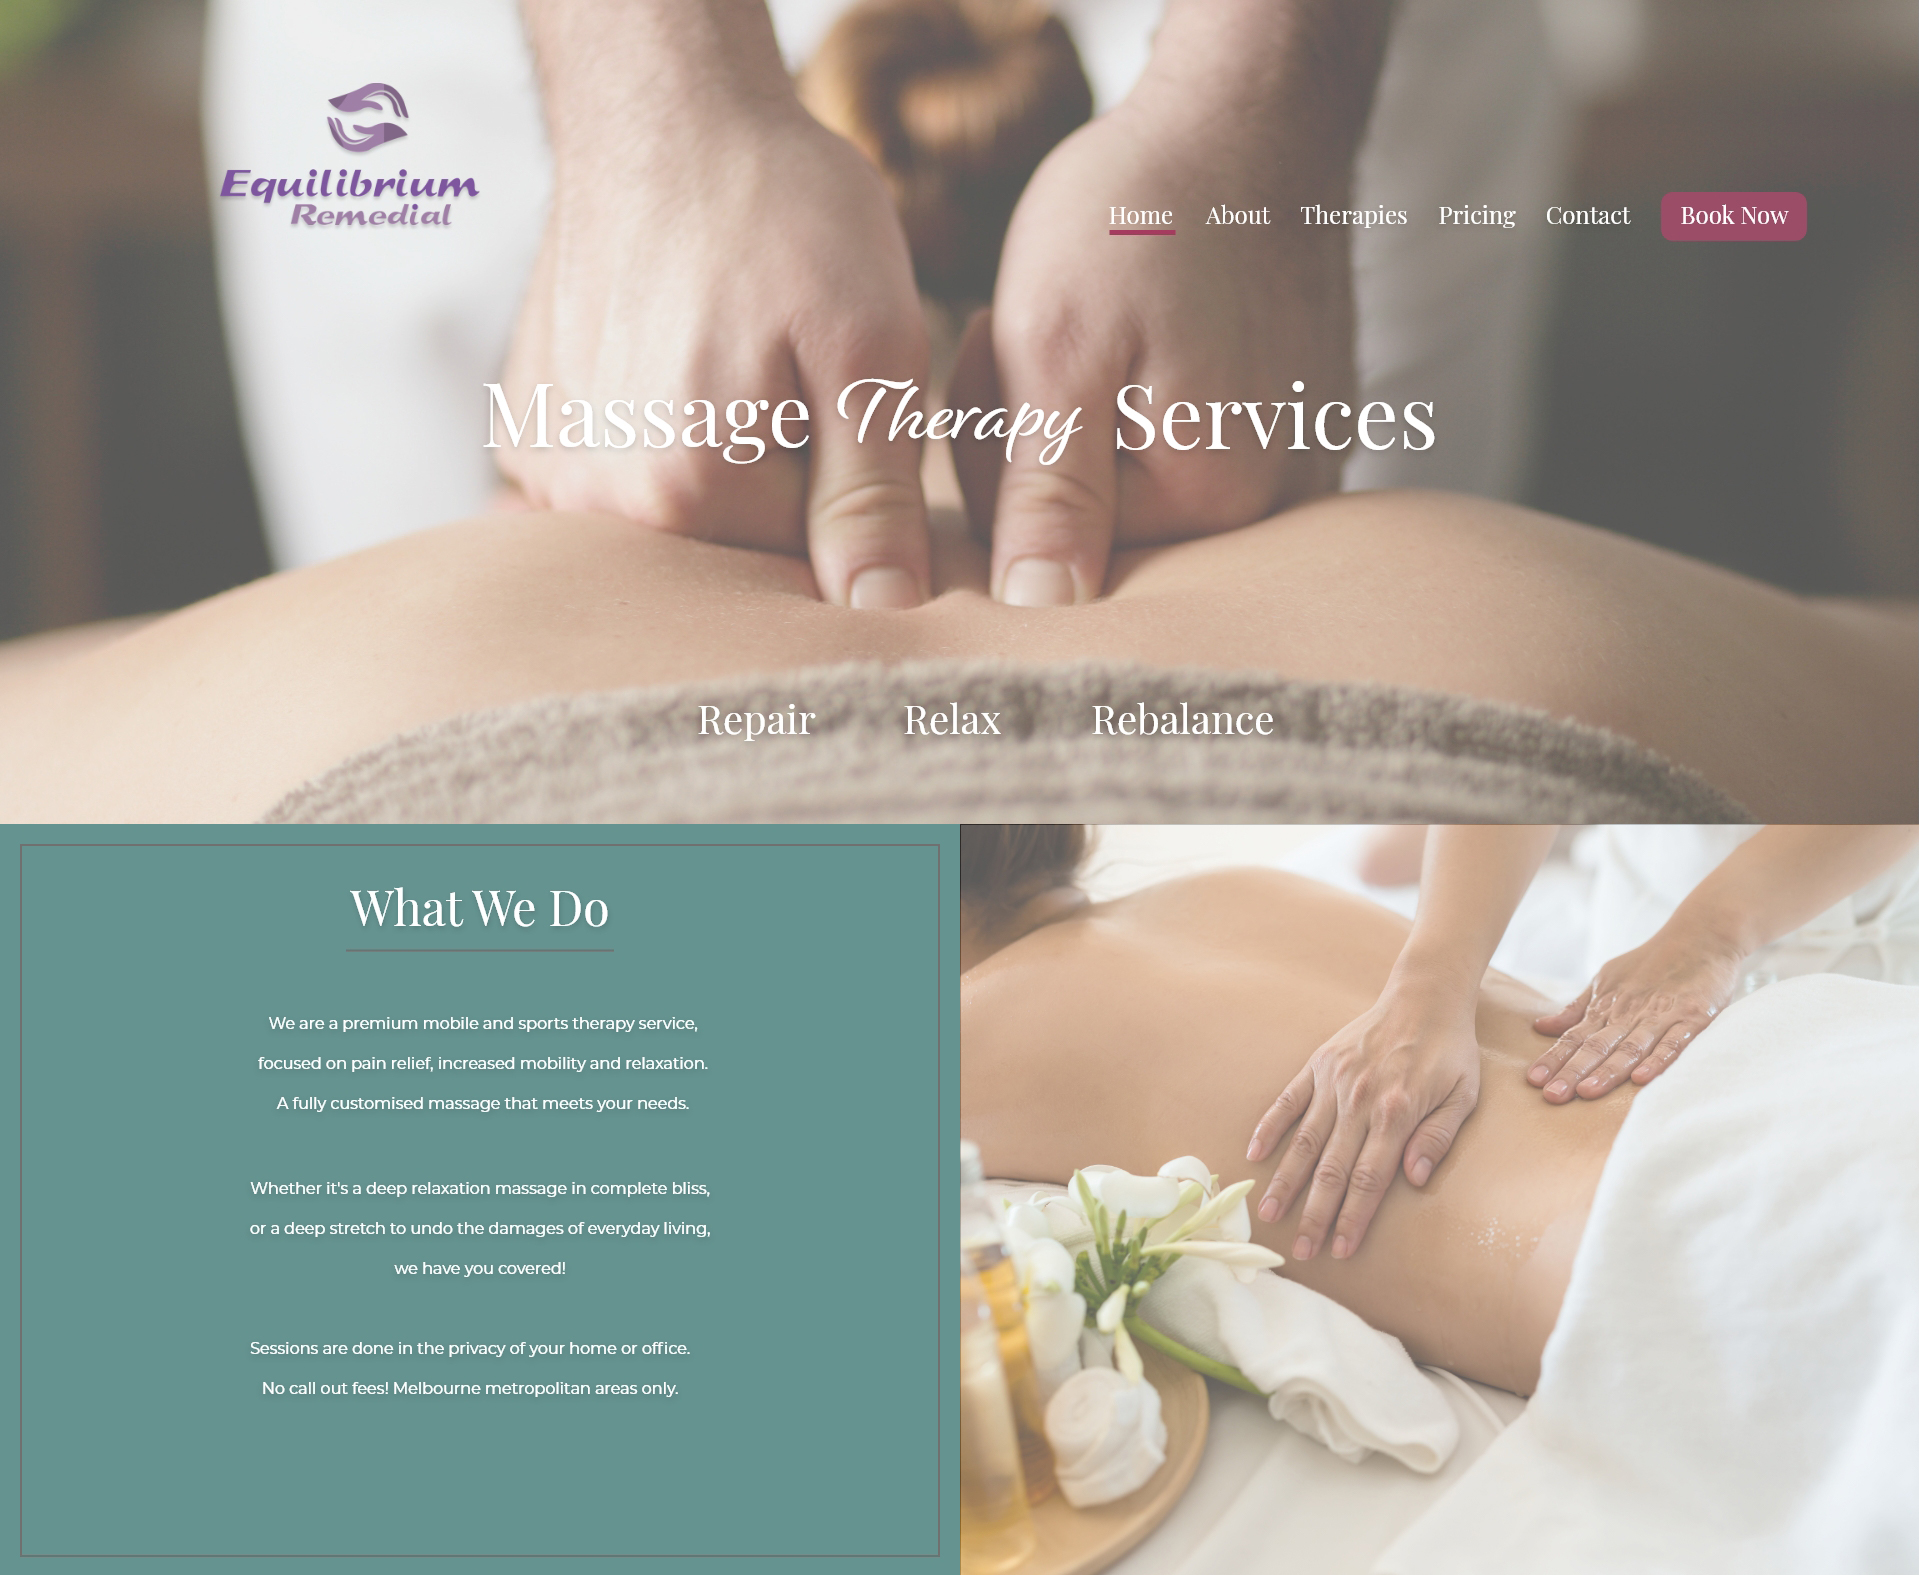 Equilibrium
Remedial
Home About Therapies Pricing Contact Book Now
Massage Therapy Services
Repair Relax Rebalance
What We Do
We are a premium mobile and sports therapy service,
focused on pain relief, increased mobility and relaxation.
A fully customised massage that meets your needs.
Whether it's a deep relaxation massage in complete bliss,
or a deep stretch to undo the damages of everyday living,
we have you covered!
Sessions are done in the privacy of your home or office.
No call out fees! Melbourne metropolitan areas only.